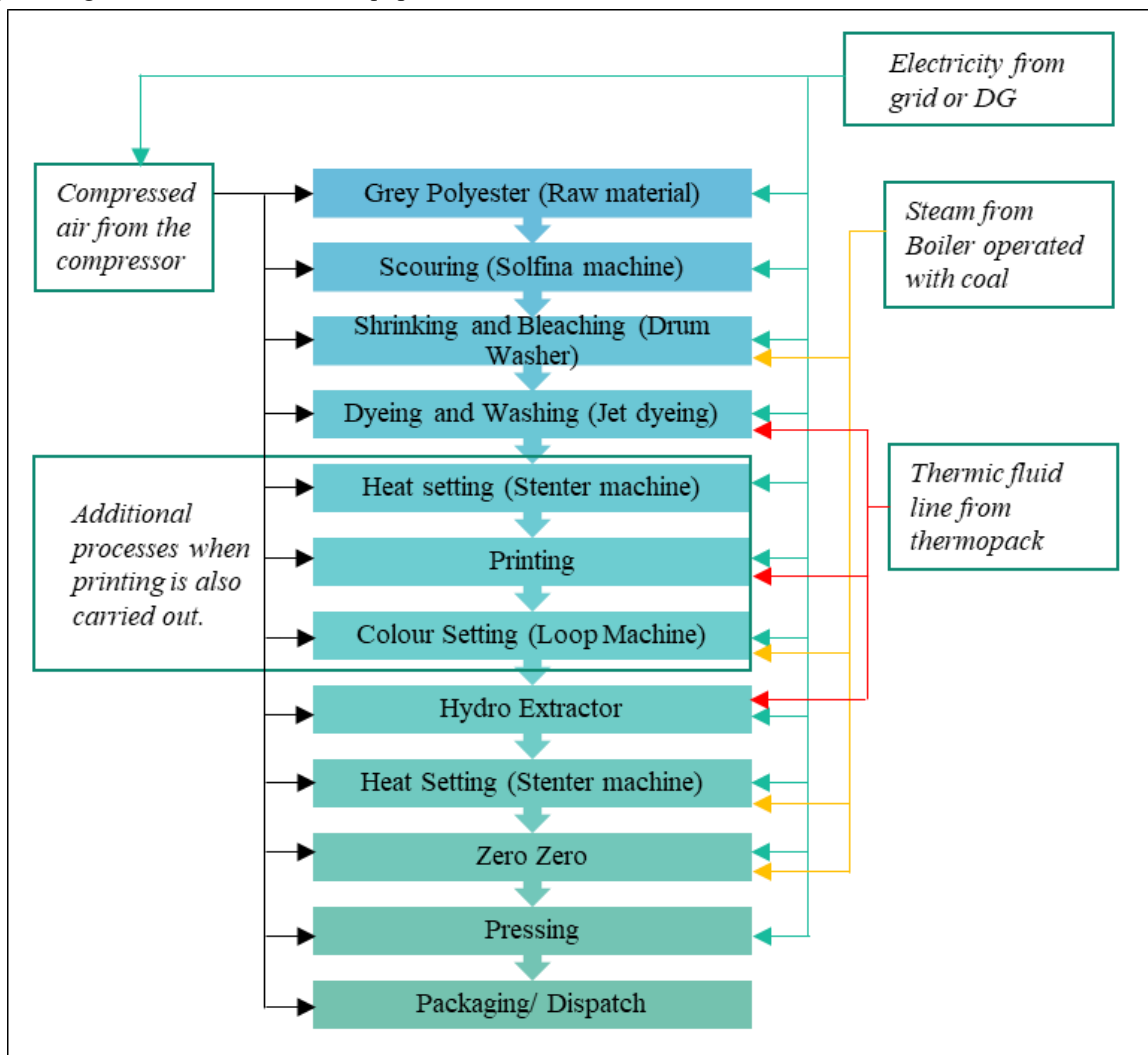 Electricity from
grid or DG
Compressed
air from the
compressor
Grey Polyester (Raw material)
Steam from
Boiler operated
with coal
Scouring (Solfina machine)
Shrinking and Bleaching (Drum
Washer)
Dyeing and Washing (Jet dyeing)
Thermic fluid
line from
thermopack
Additional
processes when
printing is also
carried out.
Heat setting (Stenter machine)
Printing
Colour Setting (Loop Machine)
Hydro Extractor
Heat Setting (Stenter machine)
Zero Zero
Pressing
Packaging/ Dispatch